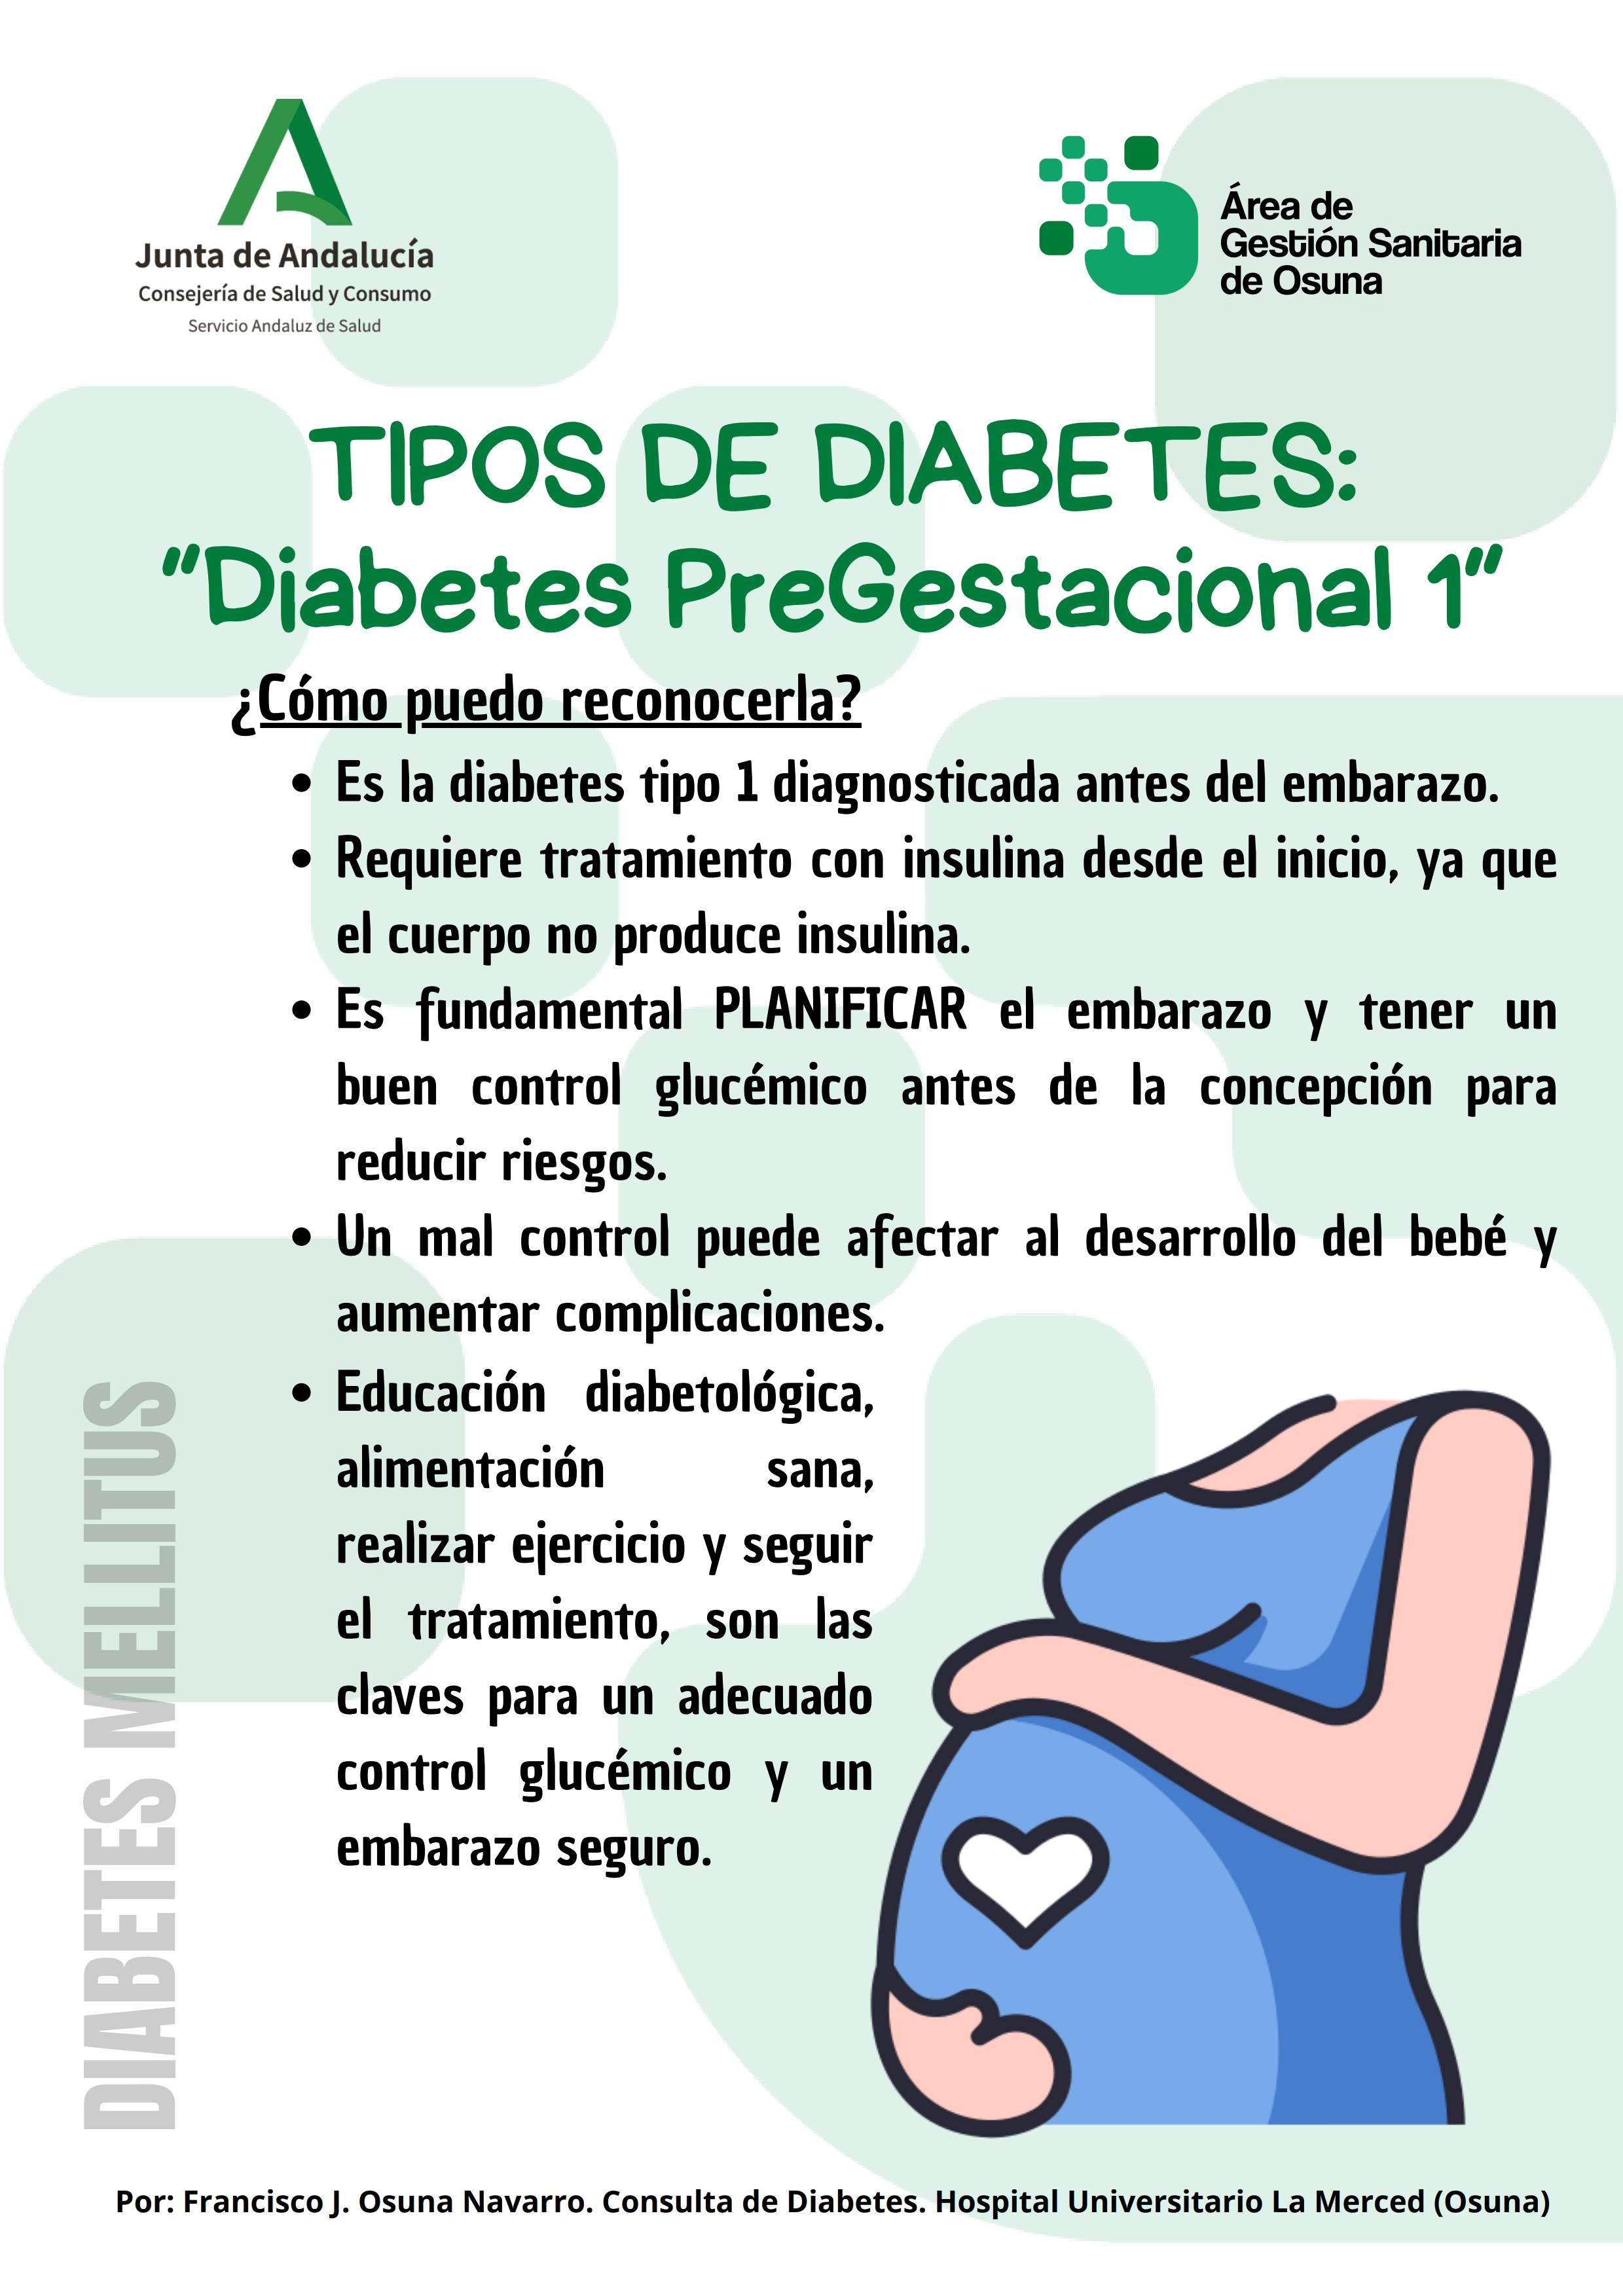 Junta de Andalucía
Consejería de Salud y Consumo
Servicio Andaluz de Salud
Área de
Gestión Sanitaria
de Osuna
TIPOS DE DIABETES:
"Diabetes PreGestacional 1"
¿Cómo puedo reconocerla?
• Es la diabetes tipo 1 diagnosticada antes del embarazo.
• Requiere tratamiento con insulina desde el inicio, ya que
el cuerpo no produce insulina.
• Es fundamental PLANIFICAR el embarazo y tener un
buen control glucémico antes de la concepción para
reducir riesgos.
• Un mal control puede afectar al desarrollo del bebé y
aumentar complicaciones.
• Educación diabetológica,
alimentación sana,
realizar ejercicio y seguir
el tratamiento, son las
claves para un adecuado
control glucémico y un
embarazo seguro.
DIABETES MELLITUS
Por: Francisco J. Osuna Navarro. Consulta de Diabetes. Hospital Universitario La Merced (Osuna)